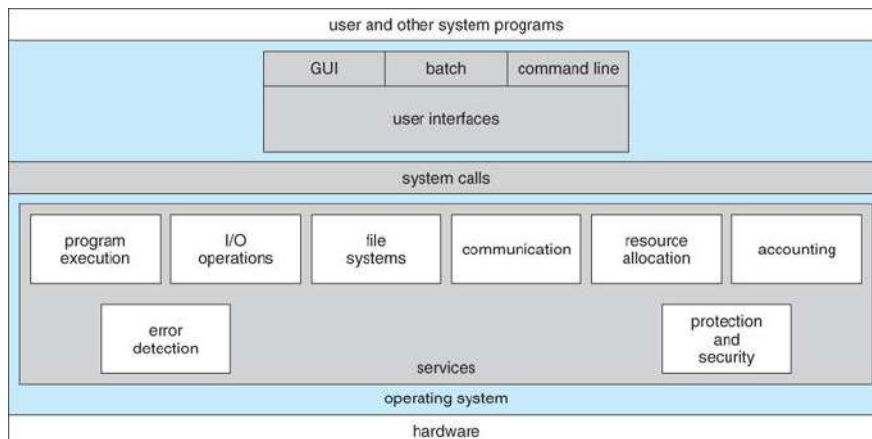 user and other system programs
GUI
batch
command line
user interfaces
system calls
program
execution
I/O
operations
file
systems
communication
resource
allocation
accounting
error
detection
protection
and
security
services
operating system
hardware